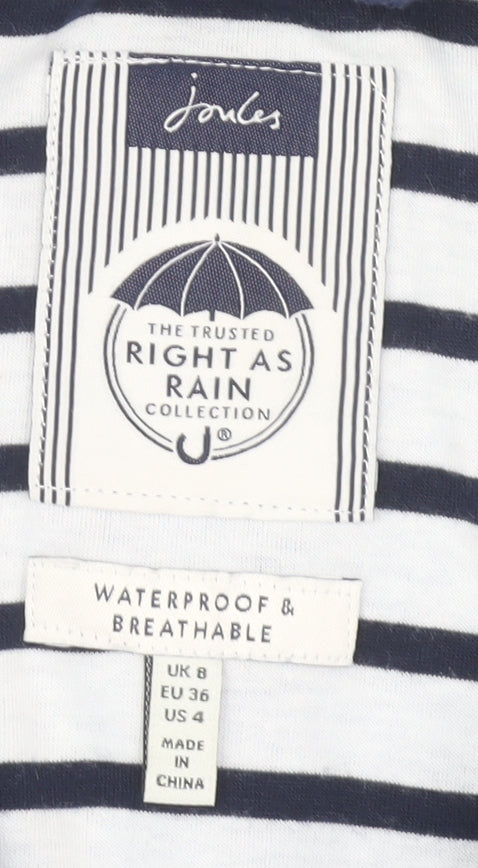 Joules
THE TRUSTED
RIGHT AS
RAIN
COLLECTION
®
WATERPROOF &
BREATHABLE
UK 8
EU 36
US 4
MADE
IN
CHINA